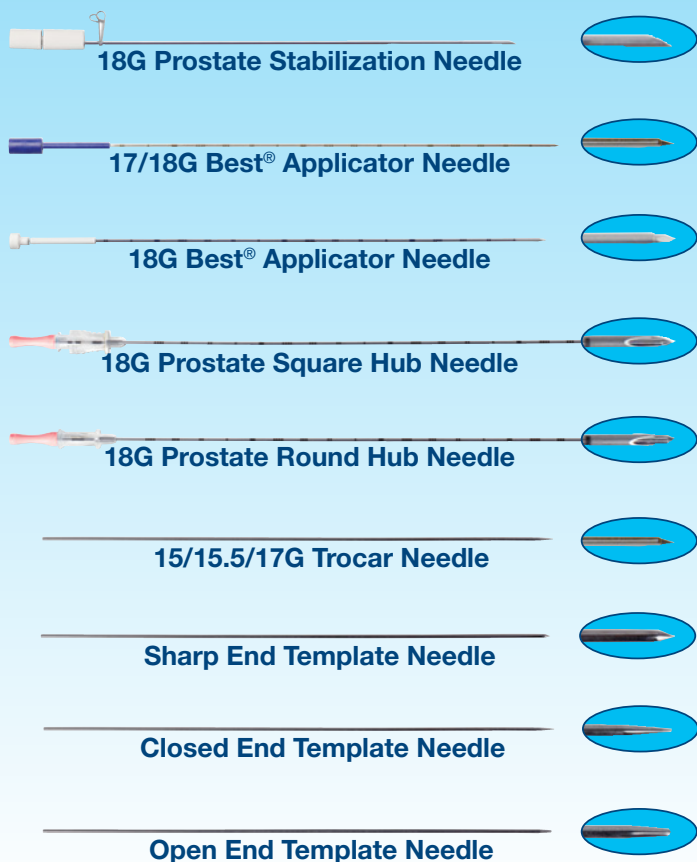 18G Prostate Stabilization Needle
17/18G Best® Applicator Needle
18G Best® Applicator Needle
18G Prostate Square Hub Needle
18G Prostate Round Hub Needle
15/15.5/17G Trocar Needle
Sharp End Template Needle
Closed End Template Needle
Open End Template Needle